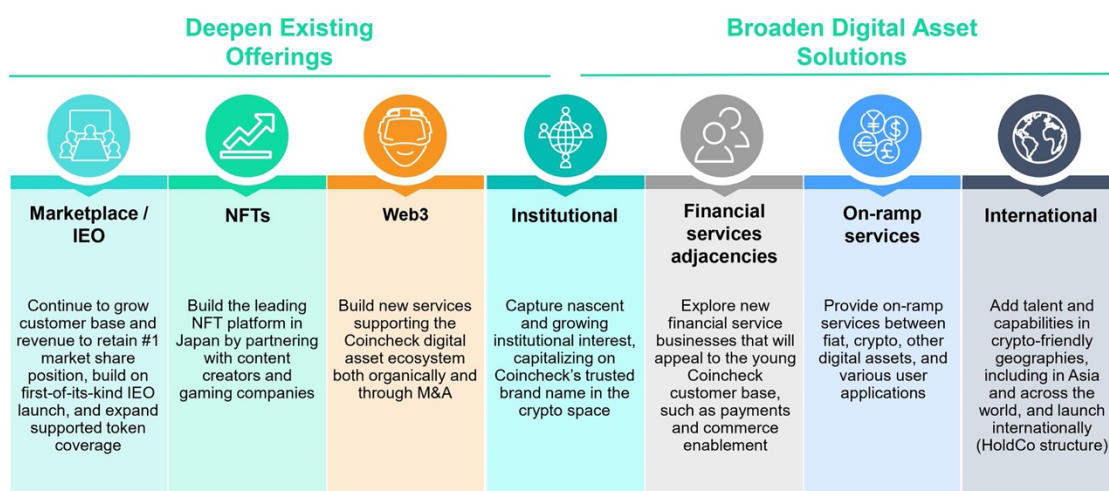 Deepen Existing
Offerings
Broaden Digital Asset
Solutions
Marketplace /
IEO
Continue to grow
customer base and
revenue to retain #1
market share
position, build on
first-of-its-kind IEO
launch, and expand
supported token
coverage
NFTs
Build the leading
NFT platform in
Japan by partnering
with content
creators and
gaming companies
Web3
Build new services
supporting the
Coincheck digital
asset ecosystem
both organically and
through M&A
Institutional
Capture nascent
and growing
institutional interest,
capitalizing on
Coincheck's trusted
brand name in the
crypto space
Financial
services
adjacencies
Explore new
financial service
businesses that will
appeal to the young
Coincheck
customer base,
such as payments
and commerce
enablement
¥
$
€
£
On-ramp
services
Provide on-ramp
services between
fiat, crypto, other
digital assets, and
various user
applications
International
Add talent and
capabilities in
crypto-friendly
geographies,
including in Asia
and across the
world, and launch
internationally
(HoldCo structure)